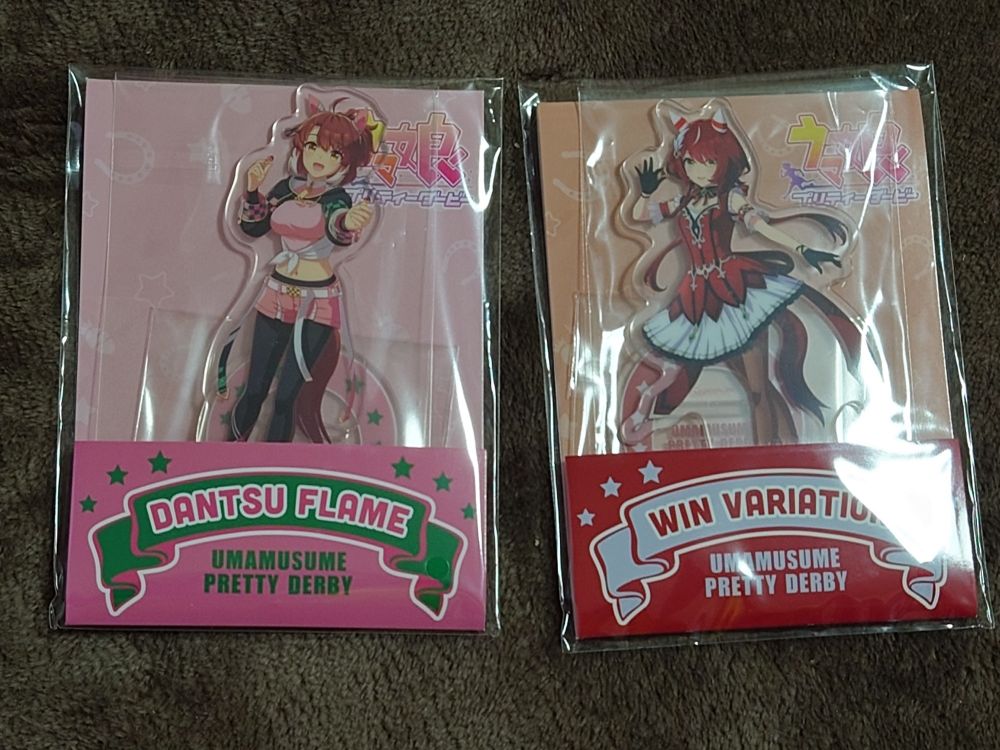 ウマ娘
プリティーダービー
DANTSU FLAME
UMAMUSUME
PRETTY DERBY
ウマ娘
プリティーダービー
WIN VARIATION
UMAMUSUME
PRETTY DERBY